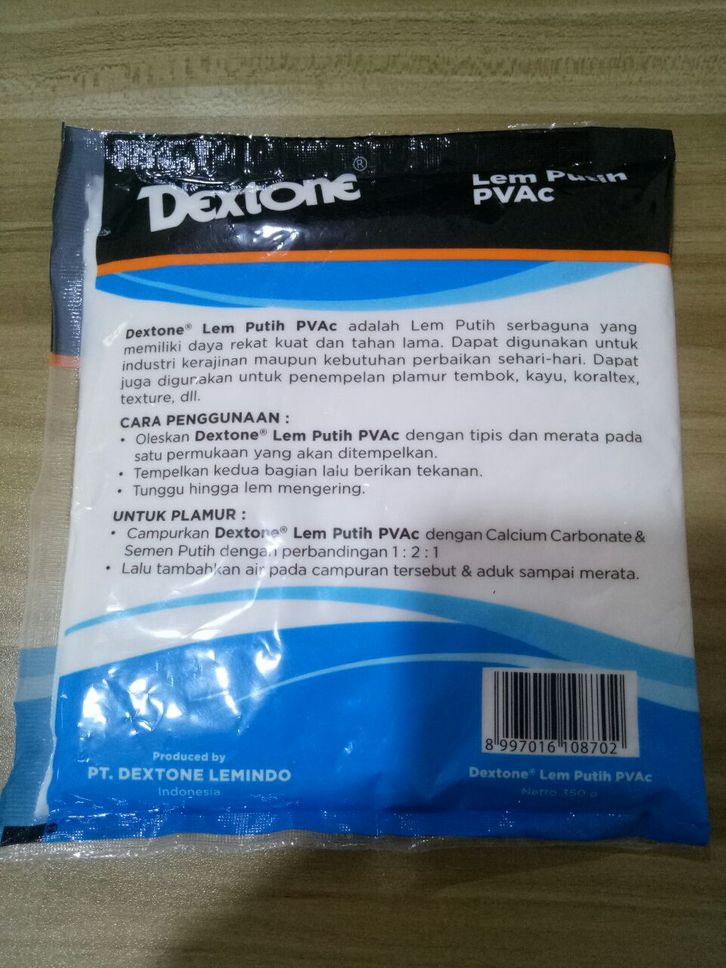 Dextone®
Lem Putih
PVAc
Dextone® Lem Putih PVAc adalah Lem Putih serbaguna yang
memiliki daya rekat kuat dan tahan lama. Dapat digunakan untuk
industri kerajinan maupun kebutuhan perbaikan sehari-hari. Dapat
juga digunakan untuk penempelan plamur tembok, kayu, koraltex,
texture, dll.
CARA PENGGUNAAN :
• Oleskan Dextone® Lem Putih PVAc dengan tipis dan merata pada
satu permukaan yang akan ditempelkan.
• Tempelkan kedua bagian lalu berikan tekanan.
• Tunggu hingga lem mengering.
UNTUK PLAMUR :
• Campurkan Dextone® Lem Putih PVAc dengan Calcium Carbonate &
Semen Putih dengan perbandingan 1 : 2 : 1
• Lalu tambahkan air pada campuran tersebut & aduk sampai merata.
8 997016 108702
Produced by
PT. DEXTONE LEMINDO
Indonesia
Dextone® Lem Putih PVAc
Netto 350 g